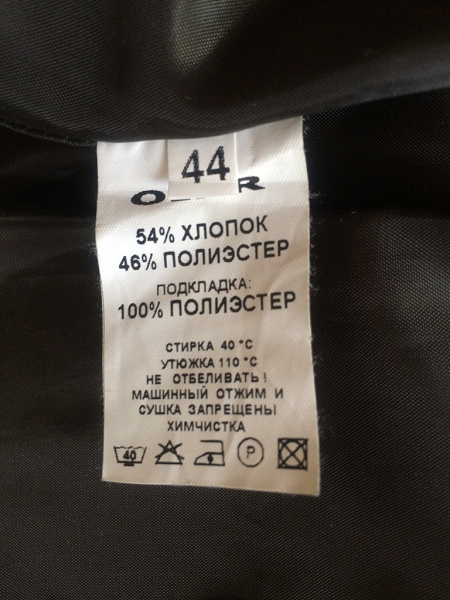 44
54% ХЛОПОК
46% ПОЛИЭСТЕР
ПОДКЛАДКА:
100% ПОЛИЭСТЕР
СТИРКА 40 °C
УТЮЖКА 110 °C
НЕ ОТБЕЛИВАТЬ!
МАШИННЫЙ ОТЖИМ И
СУШКА ЗАПРЕЩЕНЫ
ХИМЧИСТКА
40 P